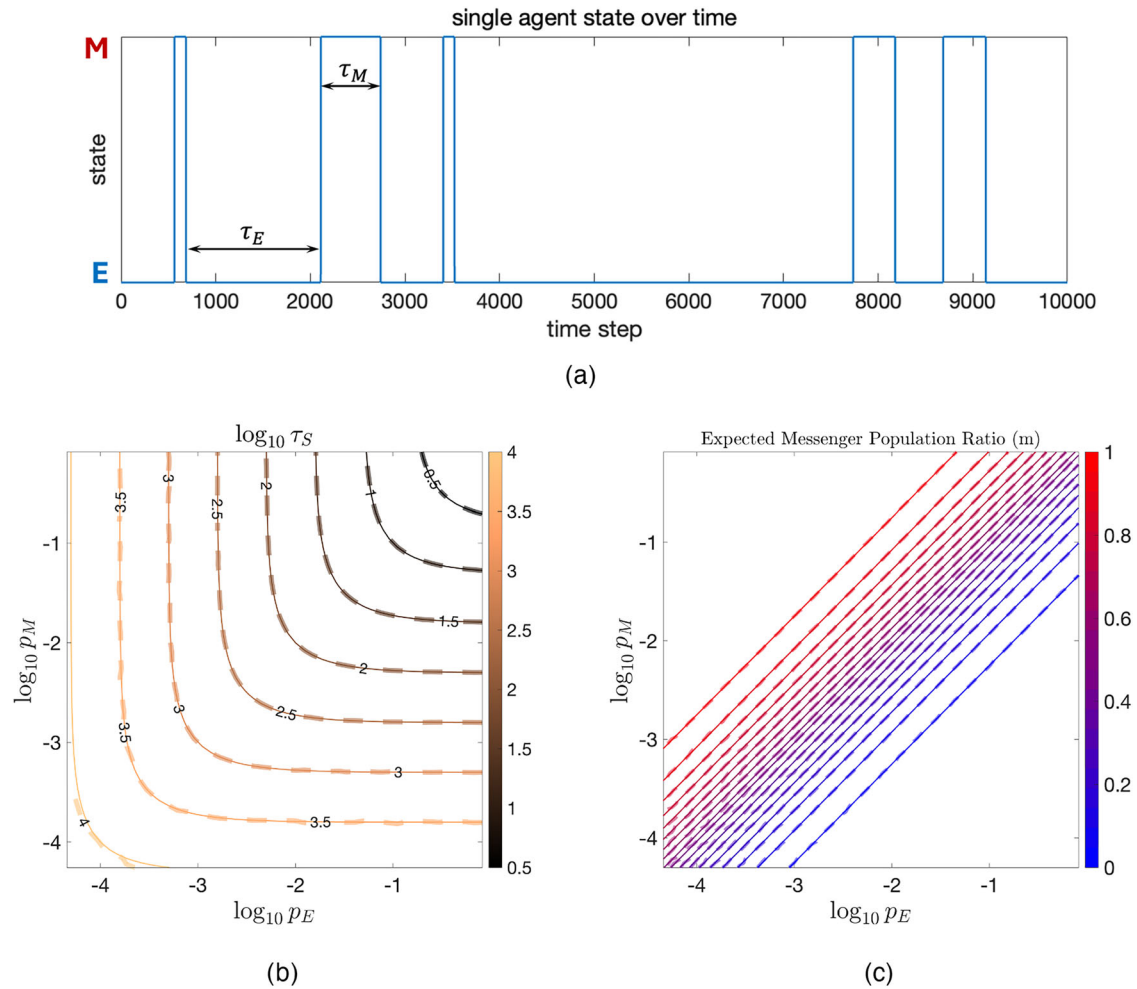 single agent state over time
M
τ_M
state
τ_E
E
0 1000 2000 3000 4000 5000 6000 7000 8000 9000 10000
time step
(a)
log₁₀ τ_S
Expected Messenger Population Ratio (m)
4
3.5
3
2.5
2
1.5
1
0.5
1
0.8
0.6
0.4
0.2
0
3.5
3
2.5
2
1
0.5
1.5
2
2.5
3
3
3.5
3.5
4
-1
-2
-3
-4
log₁₀ p_M
-4 -3 -2 -1
log₁₀ p_E
-1
-2
-3
-4
log₁₀ p_M
-4 -3 -2 -1
log₁₀ p_E
(b)
(c)